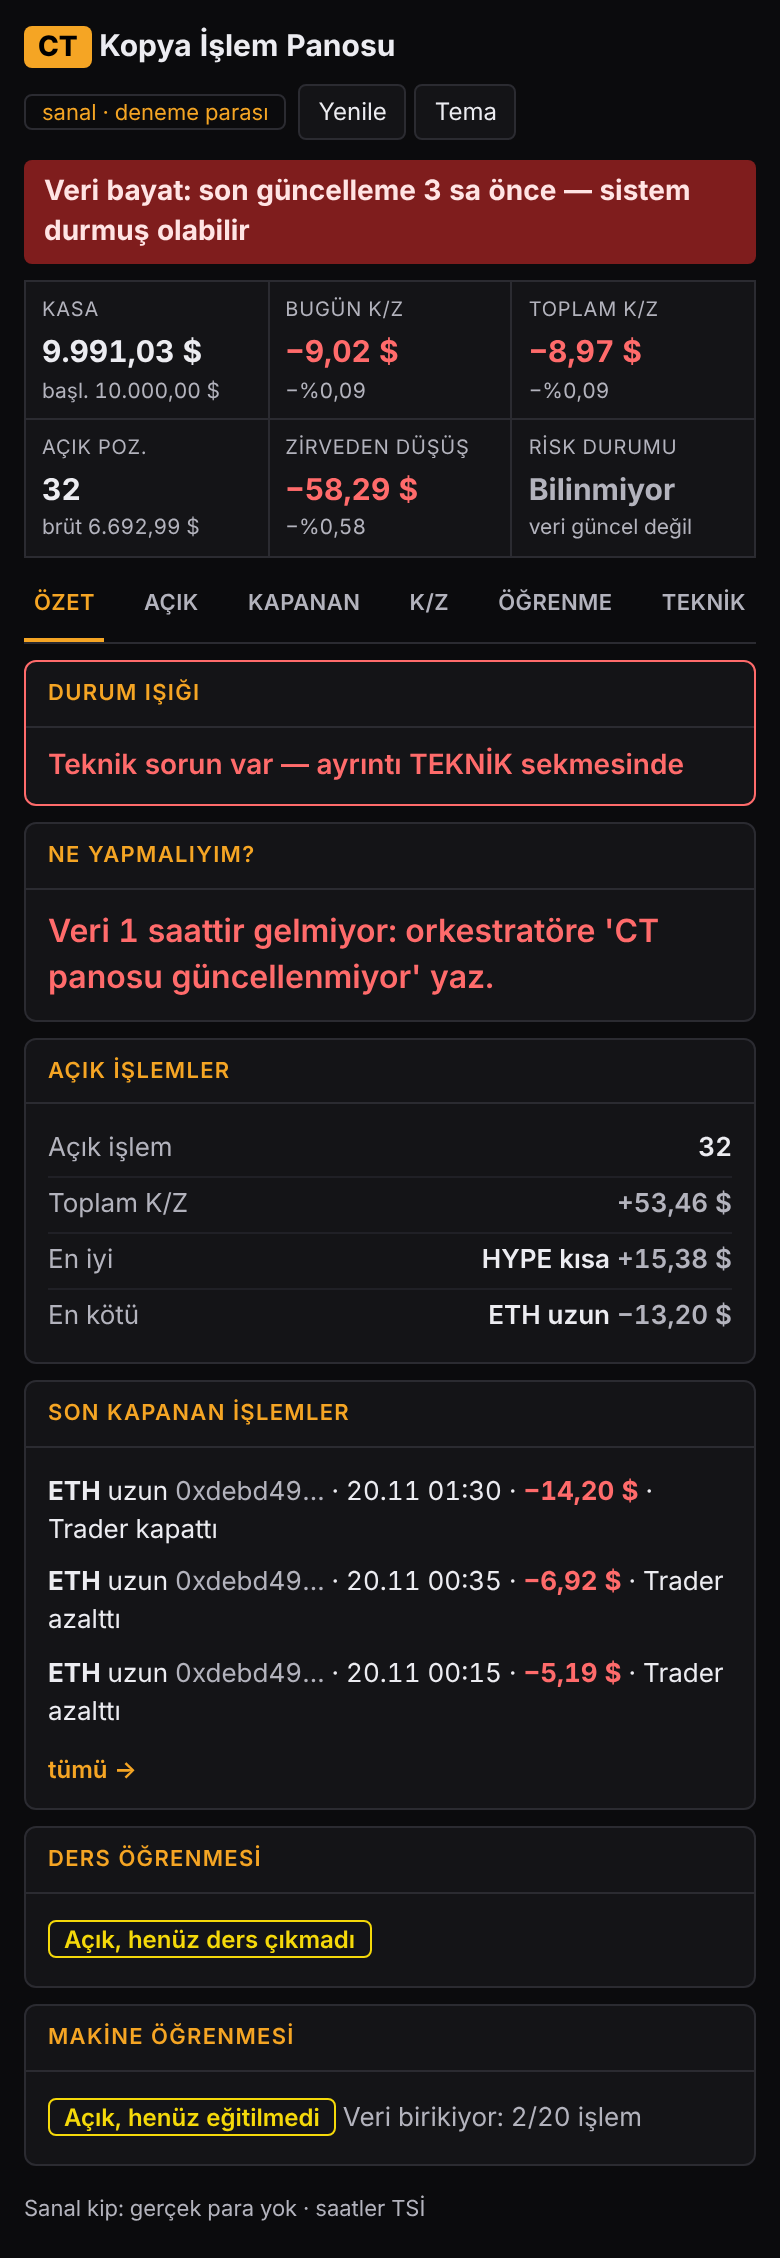 CT Kopya İşlem Panosu
sanal · deneme parası Yenile Tema
Veri bayat: son güncelleme 3 sa önce — sistem
durmuş olabilir
KASA BUGÜN K/Z TOPLAM K/Z
9.991,03 $ −9,02 $ −8,97 $
başl. 10.000,00 $ −%0,09 −%0,09
AÇIK POZ. ZİRVEDEN DÜŞÜŞ RİSK DURUMU
32 −58,29 $ Bilinmiyor
brüt 6.692,99 $ −%0,58 veri güncel değil
ÖZET AÇIK KAPANAN K/Z ÖĞRENME TEKNİK
DURUM IŞIĞI
Teknik sorun var — ayrıntı TEKNİK sekmesinde
NE YAPMALIYIM?
Veri 1 saattir gelmiyor: orkestratöre 'CT
panosu güncellenmiyor' yaz.
AÇIK İŞLEMLER
Açık işlem 32
Toplam K/Z +53,46 $
En iyi HYPE kısa +15,38 $
En kötü ETH uzun −13,20 $
SON KAPANAN İŞLEMLER
ETH uzun 0xdebd49… · 20.11 01:30 · −14,20 $ ·
Trader kapattı
ETH uzun 0xdebd49… · 20.11 00:35 · −6,92 $ · Trader
azalttı
ETH uzun 0xdebd49… · 20.11 00:15 · −5,19 $ · Trader
azalttı
tümü →
DERS ÖĞRENMESİ
Açık, henüz ders çıkmadı
MAKİNE ÖĞRENMESİ
Açık, henüz eğitilmedi Veri birikiyor: 2/20 işlem
Sanal kip: gerçek para yok · saatler TSİ